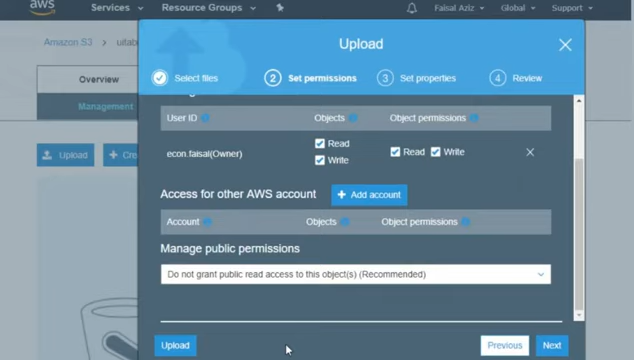 aws Services Resource Groups Faisal Aziz Global Support
Amazon S3
Overview
Management
Upload
Upload
Select files
2 Set permissions
3 Set properties
4 Review
User ID Objects Object permissions
econ.faisal(Owner) Read Read Write
Write
Access for other AWS account + Add account
Account Objects Object permissions
Manage public permissions
Do not grant public read access to this object(s) (Recommended)
Upload Previous Next